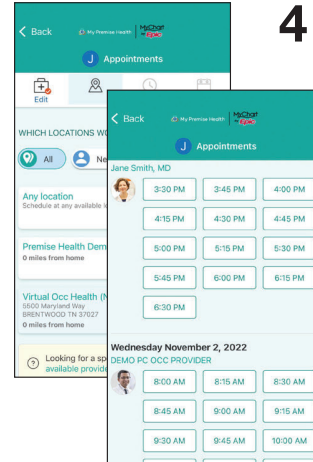 4
Back
My Premise Health
MyChart
by Epic
J Appointments
Edit
WHICH LOCATIONS WO
All
Ne
Any location
Schedule at any available l
Premise Health Dem
0 miles from home
Virtual Occ Health (N
5500 Maryland Way
BRENTWOOD TN 37027
0 miles from home
Looking for a sp
available provide
Back
My Premise Health
MyChart
by Epic
J Appointments
Jane Smith, MD
3:30 PM 3:45 PM 4:00 PM
4:15 PM 4:30 PM 4:45 PM
5:00 PM 5:15 PM 5:30 PM
5:45 PM 6:00 PM 6:15 PM
6:30 PM
Wednesday November 2, 2022
DEMO PC OCC PROVIDER
8:00 AM 8:15 AM 8:30 AM
8:45 AM 9:00 AM 9:15 AM
9:30 AM 9:45 AM 10:00 AM